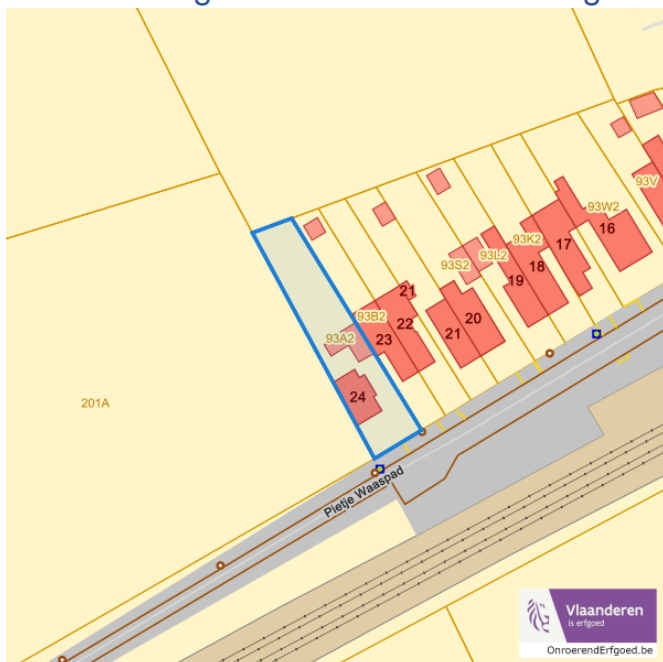 93V
93W2
16
93K2
17
93L2
18
93S2
19
20
21
21
93B2
22
23
93A2
24
201A
Pietje Waaspad
Vlaanderen
is erfgoed
OnroerendErfgoed.be